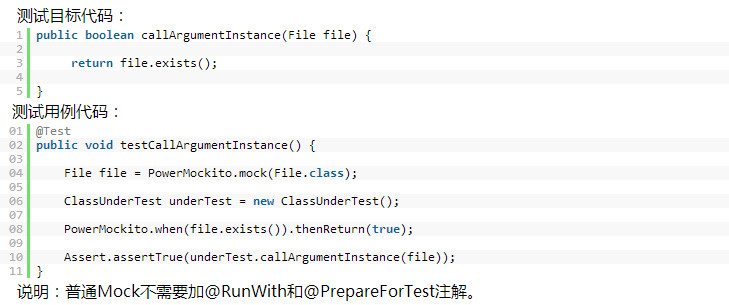 测试目标代码：
1 public boolean callArgumentInstance(File file) {
2
3 return file.exists();
4
5 }
测试用例代码：
01 @Test
02 public void testCallArgumentInstance() {
03
04 File file = PowerMockito.mock(File.class);
05
06 ClassUnderTest underTest = new ClassUnderTest();
07
08 PowerMockito.when(file.exists()).thenReturn(true);
09
10 Assert.assertTrue(underTest.callArgumentInstance(file));
11 }
说明：普通Mock不需要加@RunWith和@PrepareForTest注解。